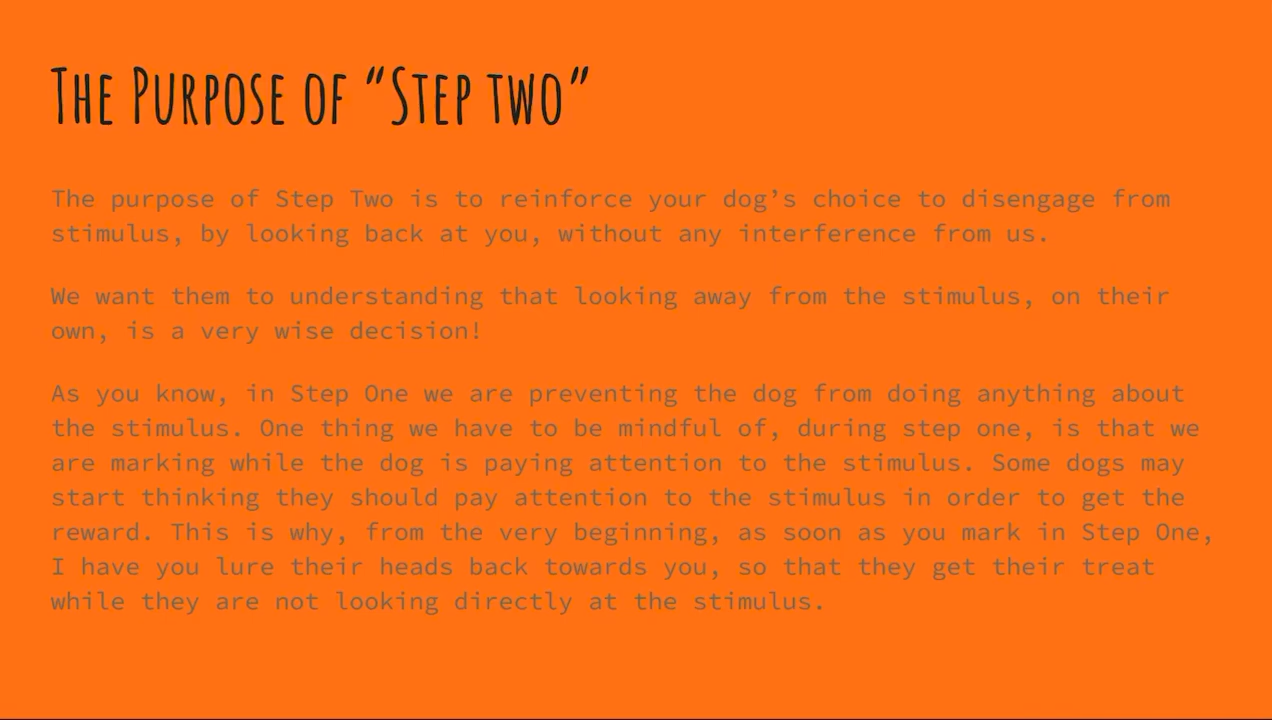 The Purpose of “Step two”
The purpose of Step Two is to reinforce your dog’s choice to disengage from
stimulus, by looking back at you, without any interference from us.
We want them to understanding that looking away from the stimulus, on their
own, is a very wise decision!
As you know, in Step One we are preventing the dog from doing anything about
the stimulus. One thing we have to be mindful of, during step one, is that we
are marking while the dog is paying attention to the stimulus. Some dogs may
start thinking they should pay attention to the stimulus in order to get the
reward. This is why, from the very beginning, as soon as you mark in Step One,
I have you lure their heads back towards you, so that they get their treat
while they are not looking directly at the stimulus.